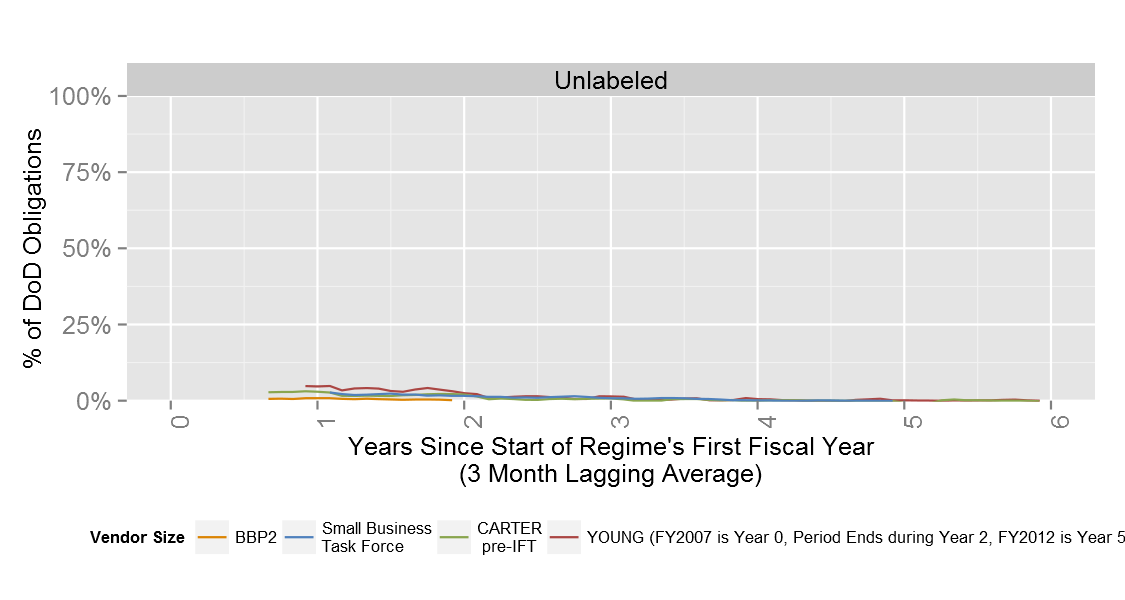 Unlabeled
100%
75%
50%
25%
0%
% of DoD Obligations
0
1
2
3
4
5
6
Years Since Start of Regime's First Fiscal Year
(3 Month Lagging Average)
Vendor Size
BBP2
Small Business
Task Force
CARTER
pre-IFT
YOUNG (FY2007 is Year 0, Period Ends during Year 2, FY2012 is Year 5